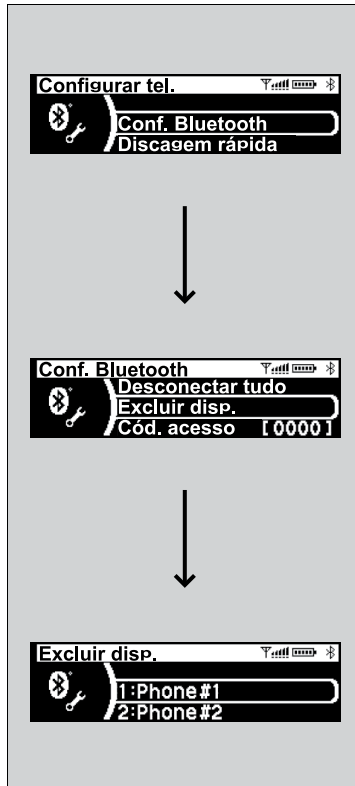 Configurar tel.
Conf. Bluetooth
Discagem rápida
Conf. Bluetooth
Desconectar tudo
Excluir disp.
Cód. acesso [0000]
Excluir disp.
1:Phone#1
2:Phone#2